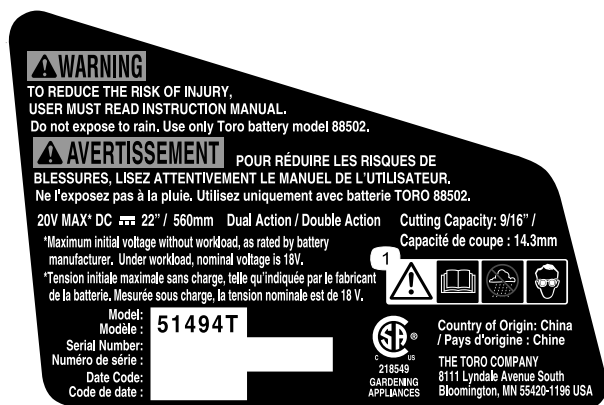 WARNING
TO REDUCE THE RISK OF INJURY,
USER MUST READ INSTRUCTION MANUAL.
Do not expose to rain. Use only Toro battery model 88502.
AVERTISSEMENT POUR RÉDUIRE LES RISQUES DE
BLESSURES, LISEZ ATTENTIVEMENT LE MANUEL DE L'UTILISATEUR.
Ne l'exposez pas à la pluie. Utilisez uniquement avec batterie TORO 88502.
20V MAX* DC 22"/ 560mm Dual Action / Double Action
*Maximum initial voltage without workload, as rated by battery
manufacturer. Under workload, nominal voltage is 18V.
*Tension initiale maximale sans charge, telle qu'indiquée par le fabricant
de la batterie. Mesurée sous charge, la tension nominale est de 18 V.
Cutting Capacity: 9/16" /
Capacité de coupe : 14.3mm
1
Model:
Modèle : 51494T
Serial Number:
Numéro de série :
Date Code:
Code de date :
SA ®
C US
218549
GARDENING
APPLIANCES
Country of Origin: China
/ Pays d'origine : Chine
THE TORO COMPANY
8111 Lyndale Avenue South
Bloomington, MN 55420-1196 USA